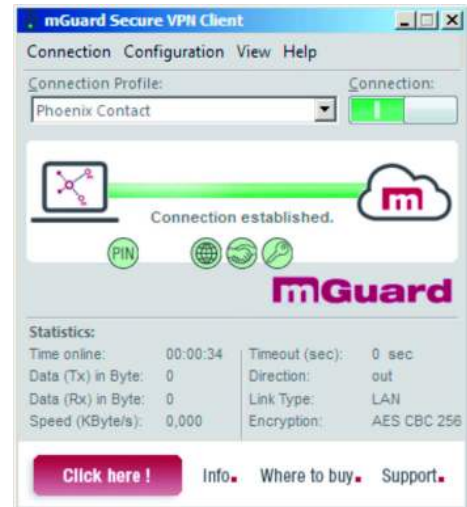 mGuard Secure VPN Client
Connection Configuration View Help
Connection Profile: Connection:
Phoenix Contact
m
Connection established.
PIN
mGuard
Statistics:
Time online: 00:00:34 Timeout (sec): 0 sec
Data (Tx) in Byte: 0 Direction: out
Data (Rx) in Byte: 0 Link Type: LAN
Speed (KByte/s): 0,000 Encryption: AES CBC 256
Click here ! Info. Where to buy. Support.